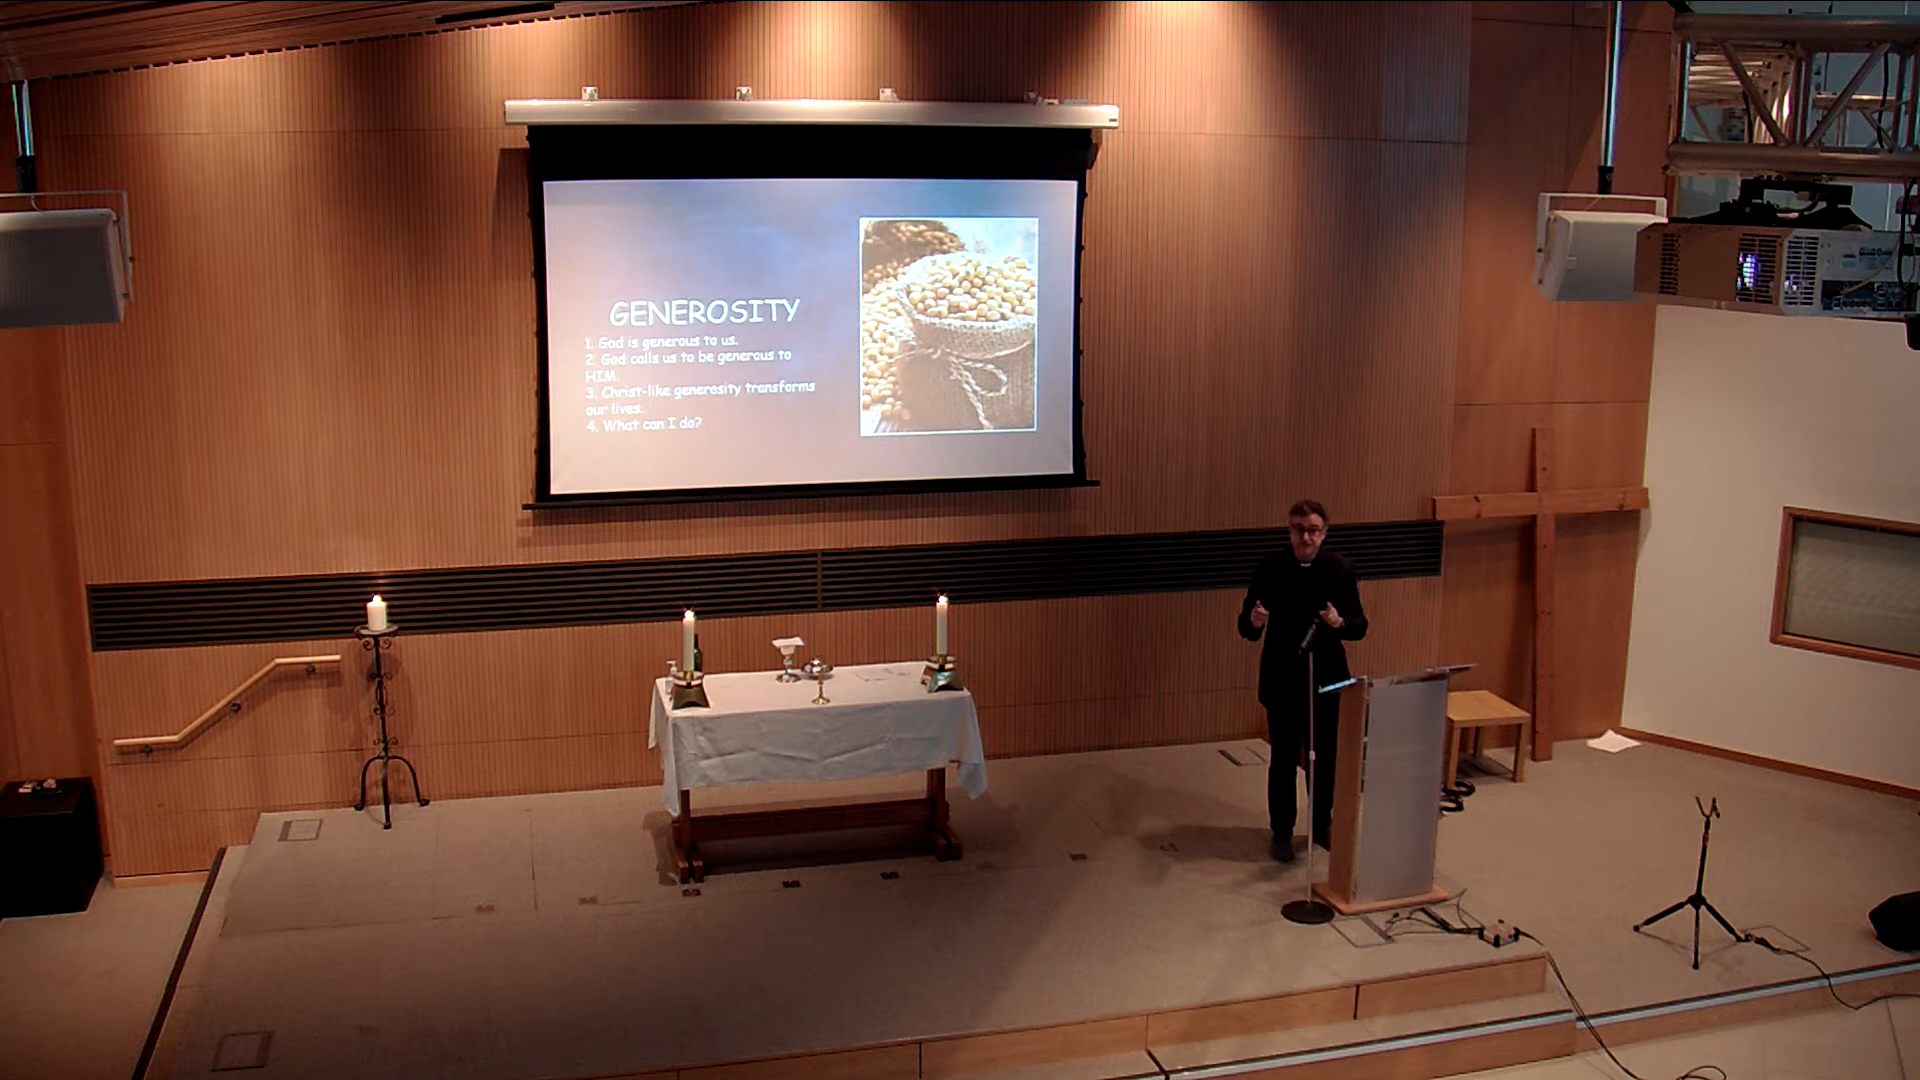 GENEROSITY
1. God is generous to us.
2. God calls us to be generous to
HIM.
3. Christ-like generosity transforms
our lives.
4. What can I do?